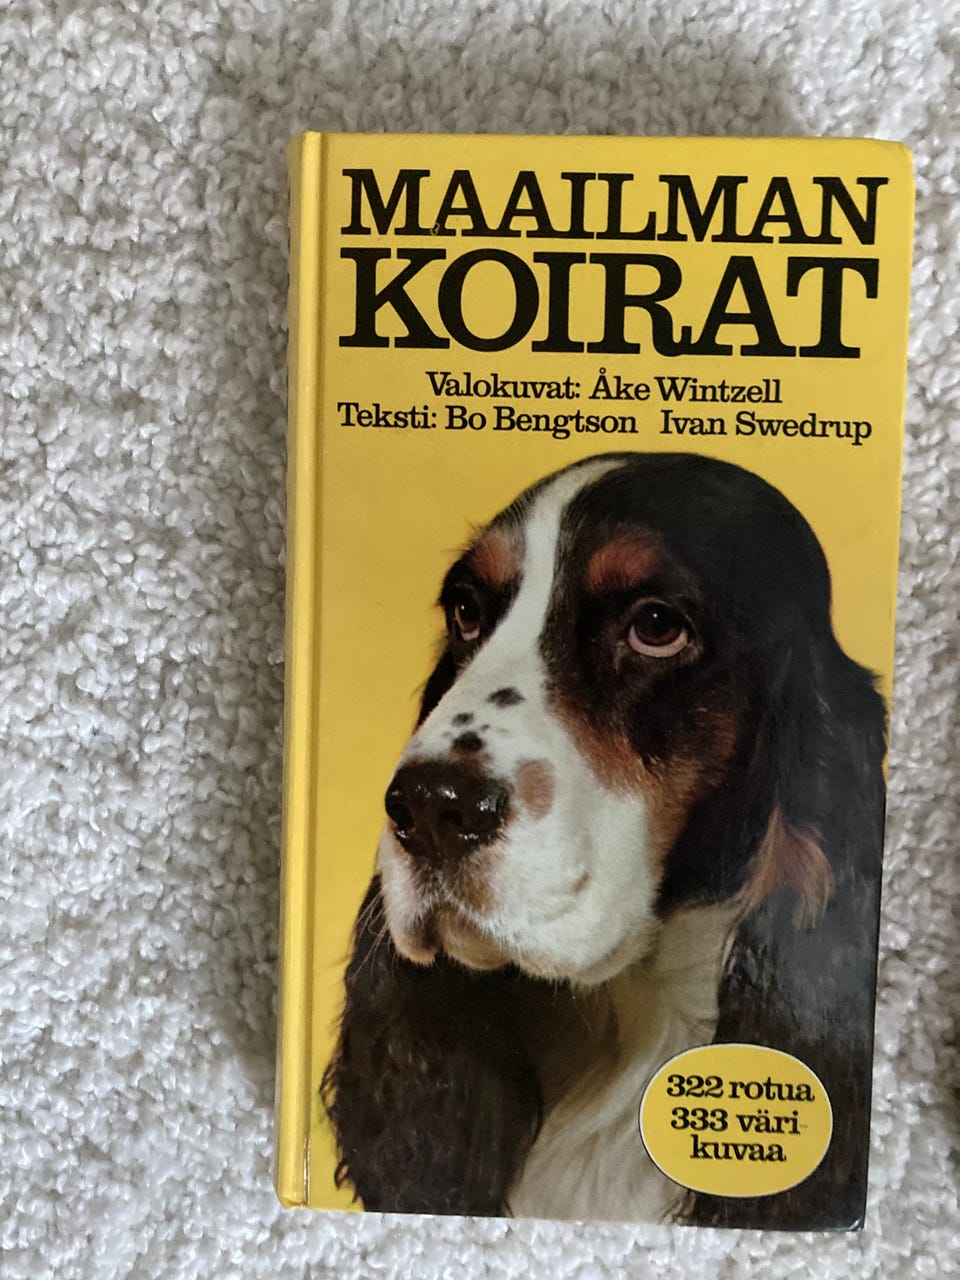 MAAILMAN
KOIRAT
Valokuvat: Åke Wintzell
Teksti: Bo Bengtson Ivan Swedrup
322 rotua
333 väri-
kuvaa